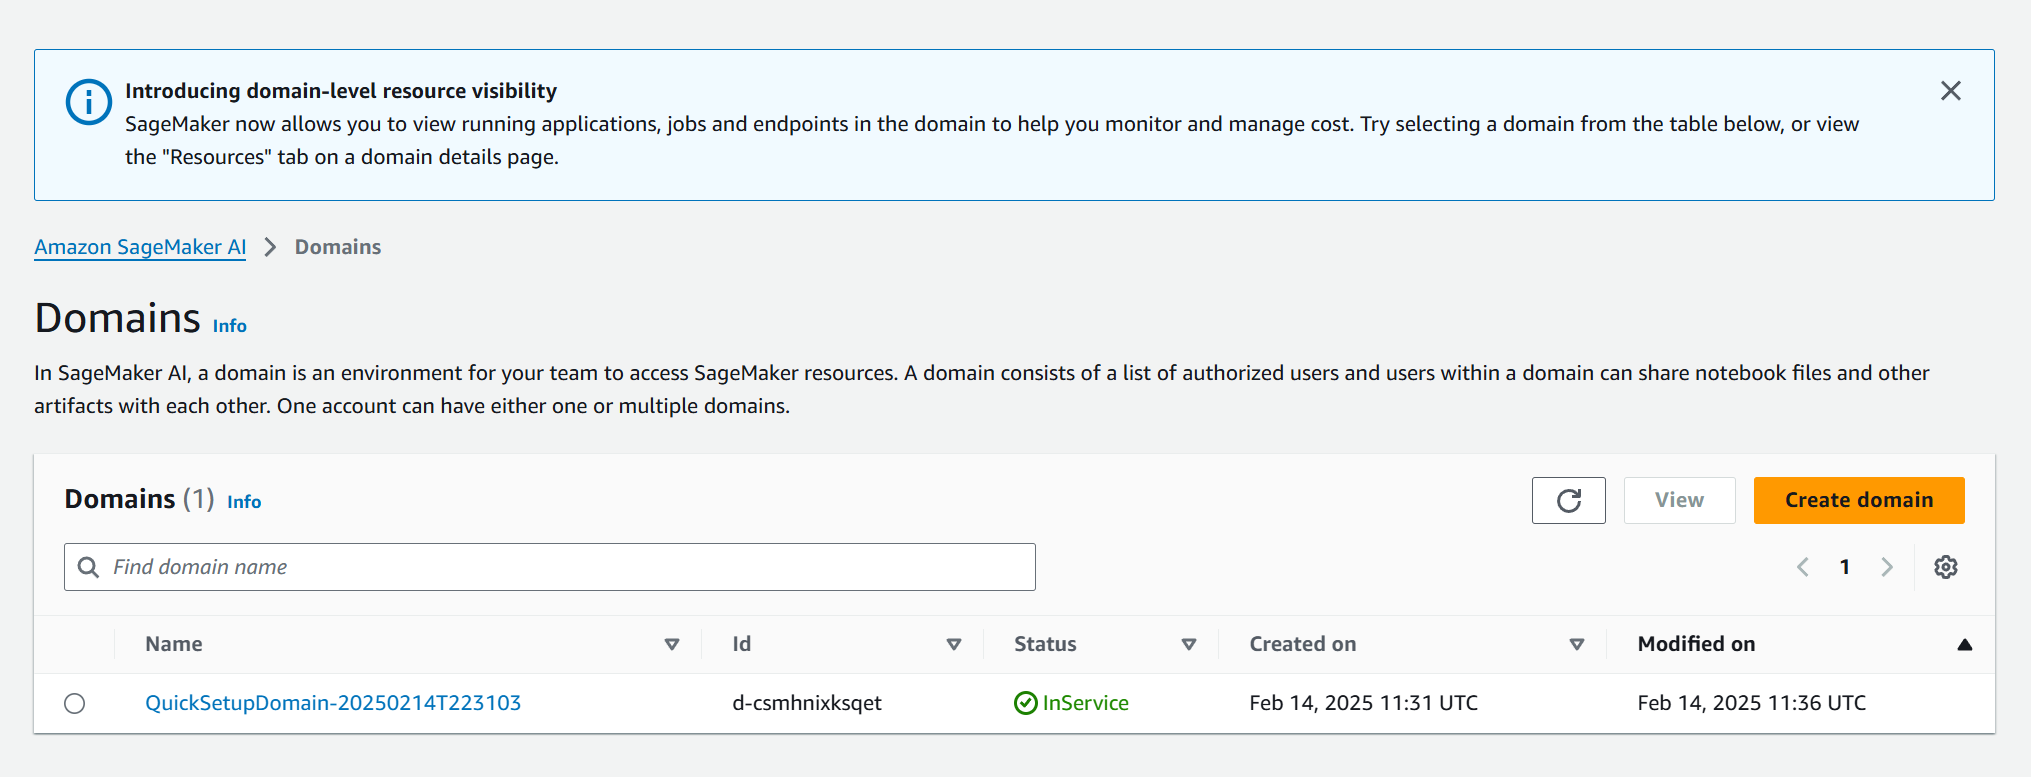 Introducing domain-level resource visibility
SageMaker now allows you to view running applications, jobs and endpoints in the domain to help you monitor and manage cost. Try selecting a domain from the table below, or view
the "Resources" tab on a domain details page.
Amazon SageMaker AI > Domains
Domains Info
In SageMaker AI, a domain is an environment for your team to access SageMaker resources. A domain consists of a list of authorized users and users within a domain can share notebook files and other
artifacts with each other. One account can have either one or multiple domains.
Domains (1) Info View Create domain
Find domain name 1
Name Id Status Created on Modified on
QuickSetupDomain-20250214T223103 d-csmhnixksqet InService Feb 14, 2025 11:31 UTC Feb 14, 2025 11:36 UTC